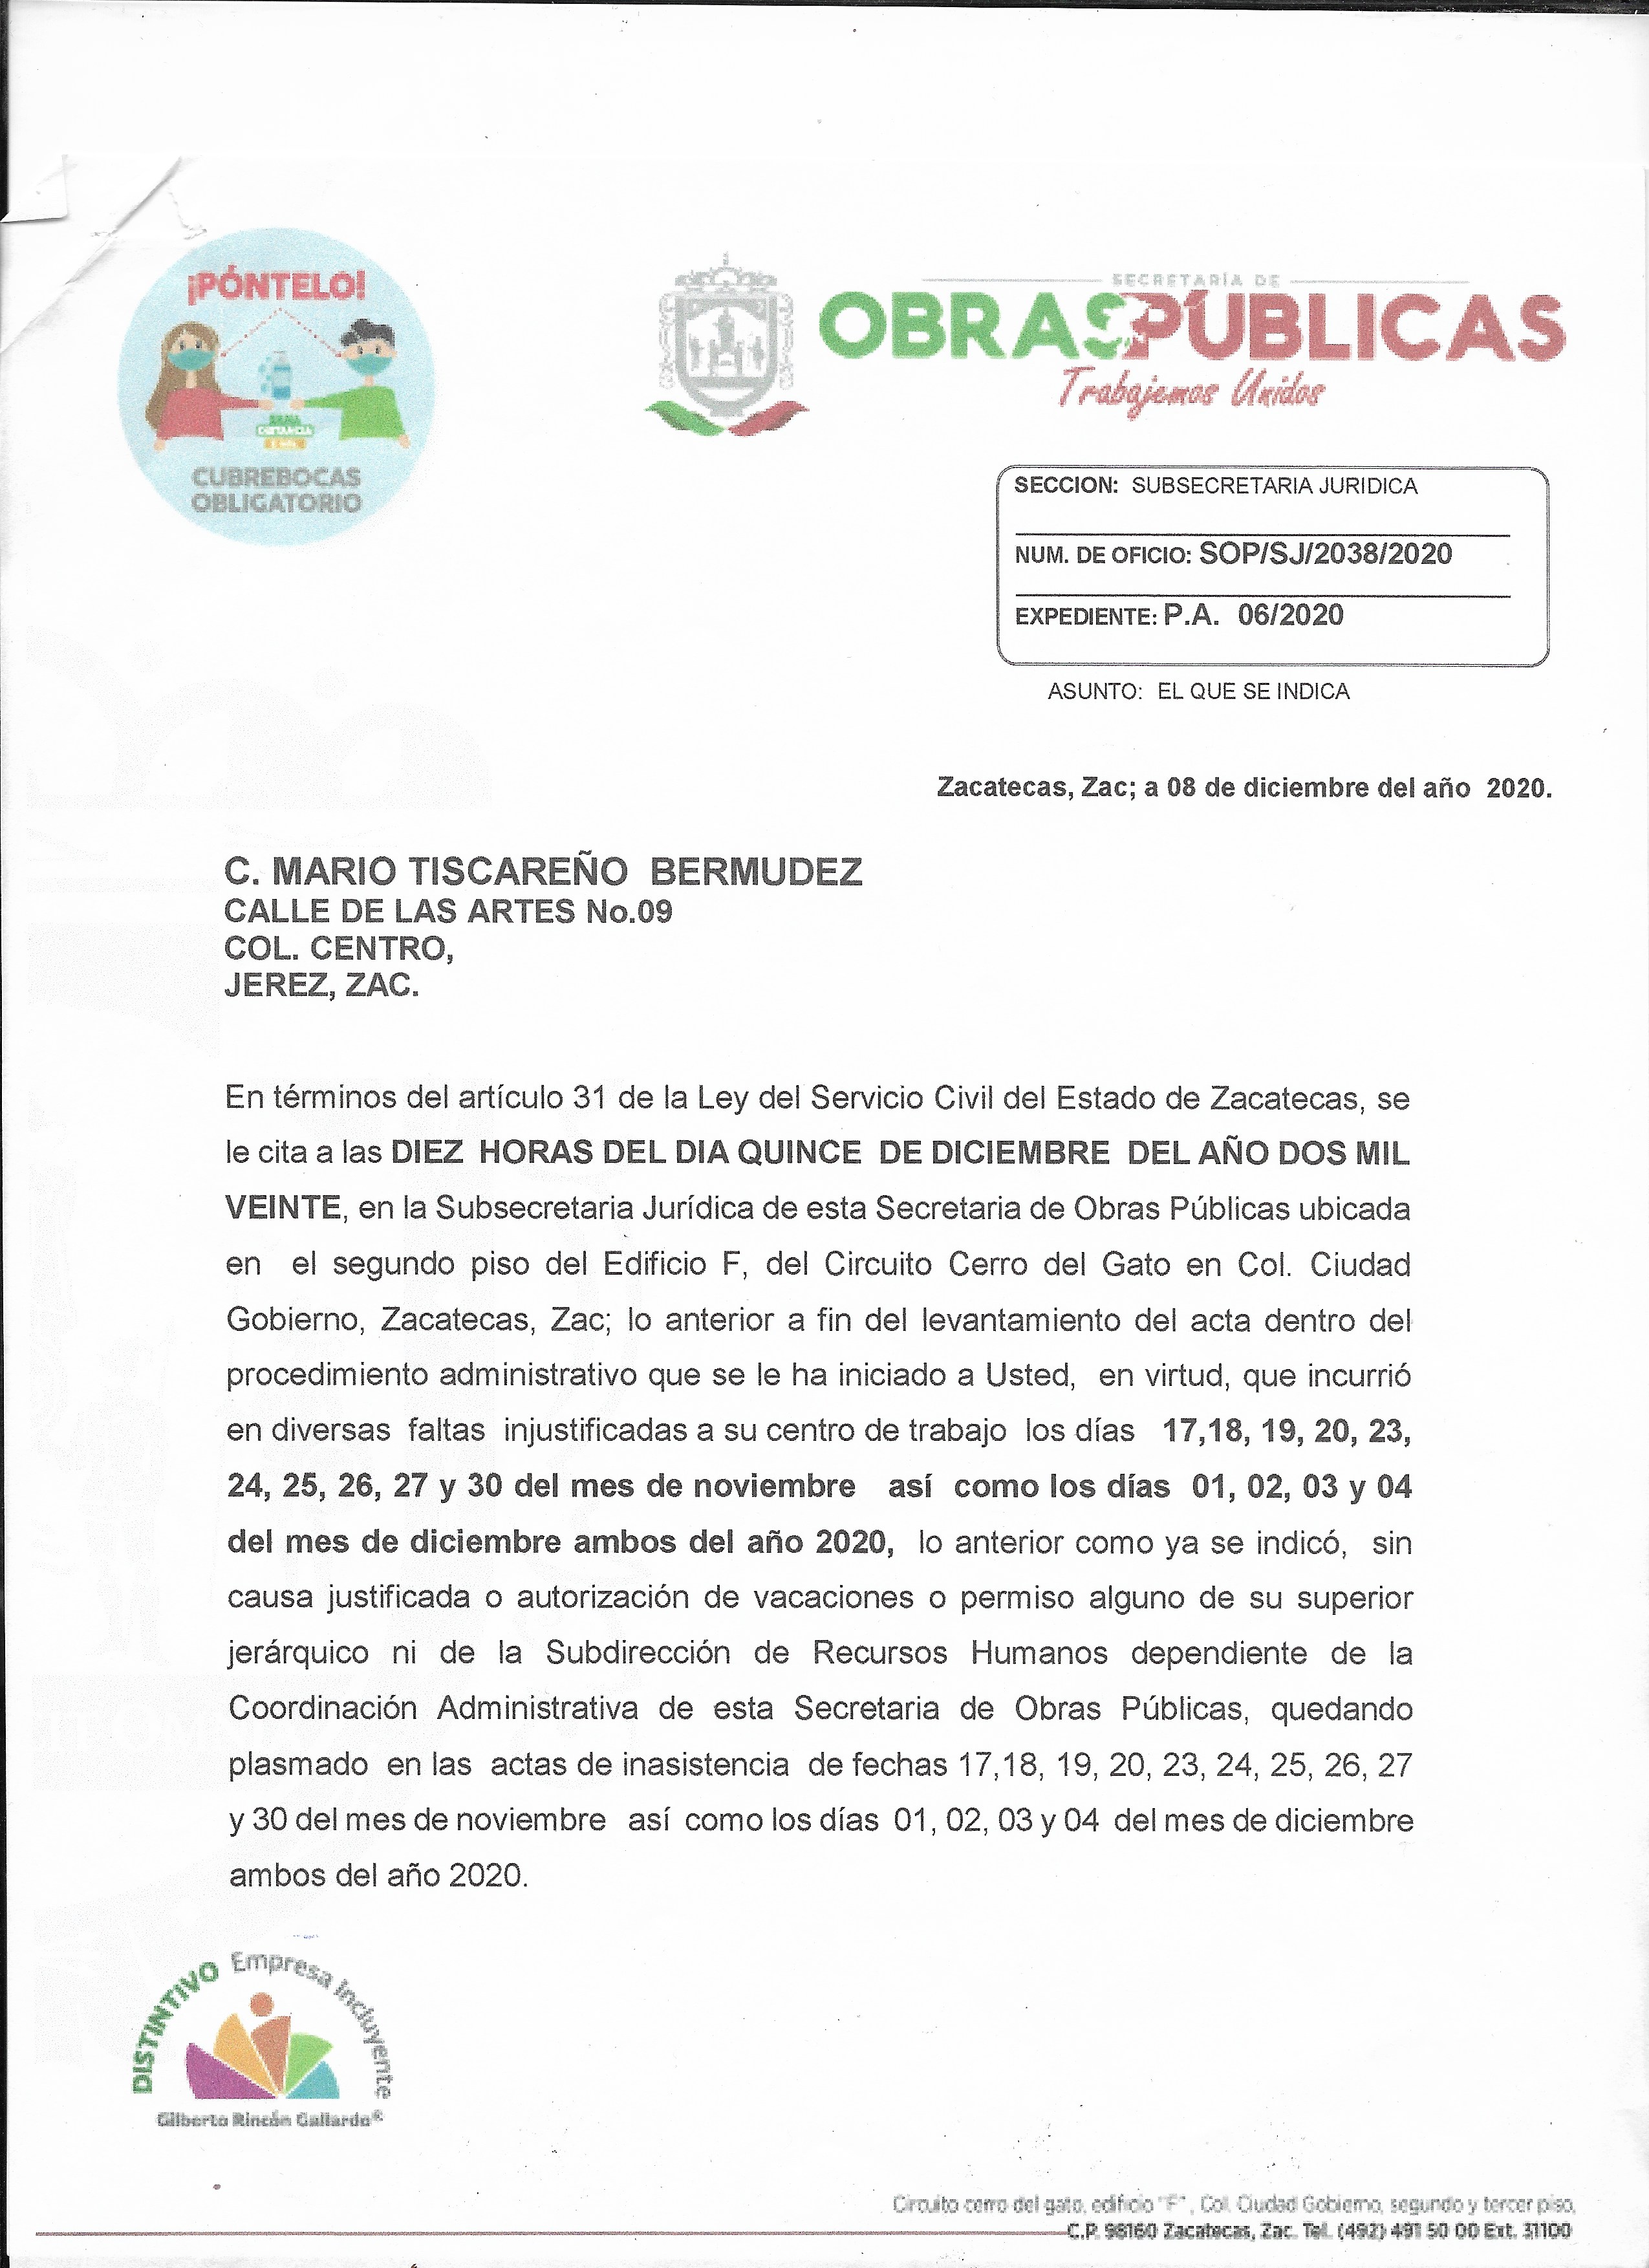 ¡PÓNTELO!
SANA
DISTANCIA
CUBREBOCAS
OBLIGATORIO
SECRETARÍA DE
OBRAS PÚBLICAS
Trabajemos Unidos
SECCION: SUBSECRETARIA JURIDICA
NUM. DE OFICIO: SOP/SJ/2038/2020
EXPEDIENTE: P.A. 06/2020
ASUNTO: EL QUE SE INDICA
Zacatecas, Zac; a 08 de diciembre del año 2020.
C. MARIO TISCAREÑO BERMUDEZ
CALLE DE LAS ARTES No.09
COL. CENTRO,
JEREZ, ZAC.
En términos del artículo 31 de la Ley del Servicio Civil del Estado de Zacatecas, se
le cita a las DIEZ HORAS DEL DIA QUINCE DE DICIEMBRE DEL AÑO DOS MIL
VEINTE, en la Subsecretaria Jurídica de esta Secretaria de Obras Públicas ubicada
en el segundo piso del Edificio F, del Circuito Cerro del Gato en Col. Ciudad
Gobierno, Zacatecas, Zac; lo anterior a fin del levantamiento del acta dentro del
procedimiento administrativo que se le ha iniciado a Usted, en virtud, que incurrió
en diversas faltas injustificadas a su centro de trabajo los días 17,18, 19, 20, 23,
24, 25, 26, 27 y 30 del mes de noviembre así como los días 01, 02, 03 y 04
del mes de diciembre ambos del año 2020, lo anterior como ya se indicó, sin
causa justificada o autorización de vacaciones o permiso alguno de su superior
jerárquico ni de la Subdirección de Recursos Humanos dependiente de la
Coordinación Administrativa de esta Secretaria de Obras Públicas, quedando
plasmado en las actas de inasistencia de fechas 17,18, 19, 20, 23, 24, 25, 26, 27
y 30 del mes de noviembre así como los días 01, 02, 03 y 04 del mes de diciembre
ambos del año 2020.
DISTINTIVO Empresa Incluyente
Gilberto Rincón Gallardo®
Circuito cerro del gato, edificio "F", Col. Ciudad Gobierno, segundo y tercer piso,
C.P. 98160 Zacatecas, Zac. Tel. (492) 491 50 00 Ext. 31100